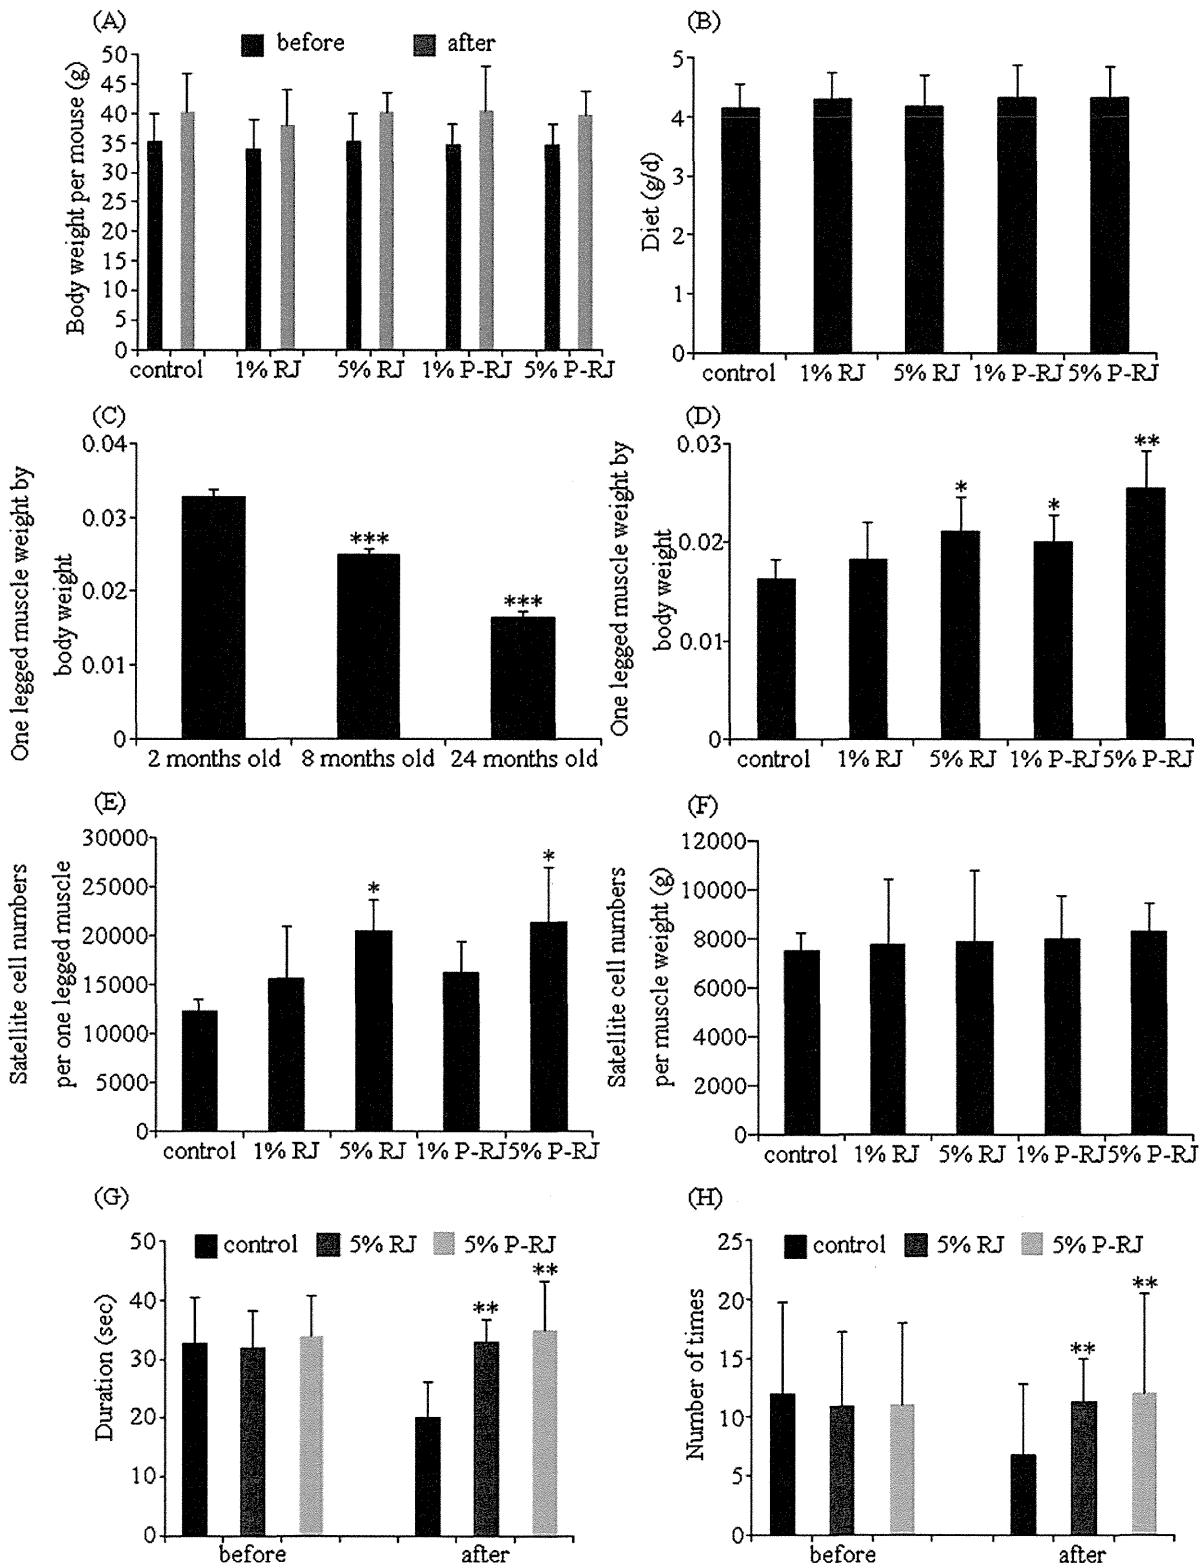 (A)
before after
Body weight per mouse (g)
50
45
40
35
30
25
20
15
10
5
0
control 1% RJ 5% RJ 1% P-RJ 5% P-RJ
(B)
Diet (g/d)
5
4
3
2
1
0
control 1% RJ 5% RJ 1% P-RJ 5% P-RJ
(C)
One legged muscle weight by
body weight
0.04
0.03
0.02
0.01
0
***
***
2 months old 8 months old 24 months old
(D)
One legged muscle weight by
body weight
0.03
0.02
0.01
0
*
*
**
control 1% RJ 5% RJ 1% P-RJ 5% P-RJ
(E)
Satellite cell numbers
per one legged muscle
30000
25000
20000
15000
10000
5000
0
*
*
control 1% RJ 5% RJ 1% P-RJ 5% P-RJ
(F)
Satellite cell numbers
per muscle weight (g)
12000
10000
8000
6000
4000
2000
0
control 1% RJ 5% RJ 1% P-RJ 5% P-RJ
(G)
control 5% RJ 5% P-RJ
Duration (sec)
50
40
30
20
10
0
**
**
before after
(H)
control 5% RJ 5% P-RJ
Number of times
25
20
15
10
5
0
**
**
before after